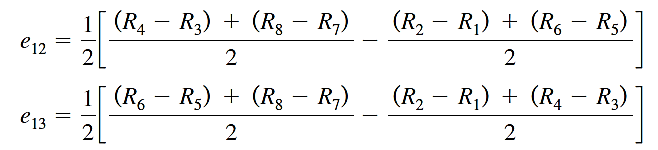 e₁₂ = 1/2[ ((R₄ − R₃) + (R₈ − R₇))/2 − ((R₂ − R₁) + (R₆ − R₅))/2 ]
e₁₃ = 1/2[ ((R₆ − R₅) + (R₈ − R₇))/2 − ((R₂ − R₁) + (R₄ − R₃))/2 ]